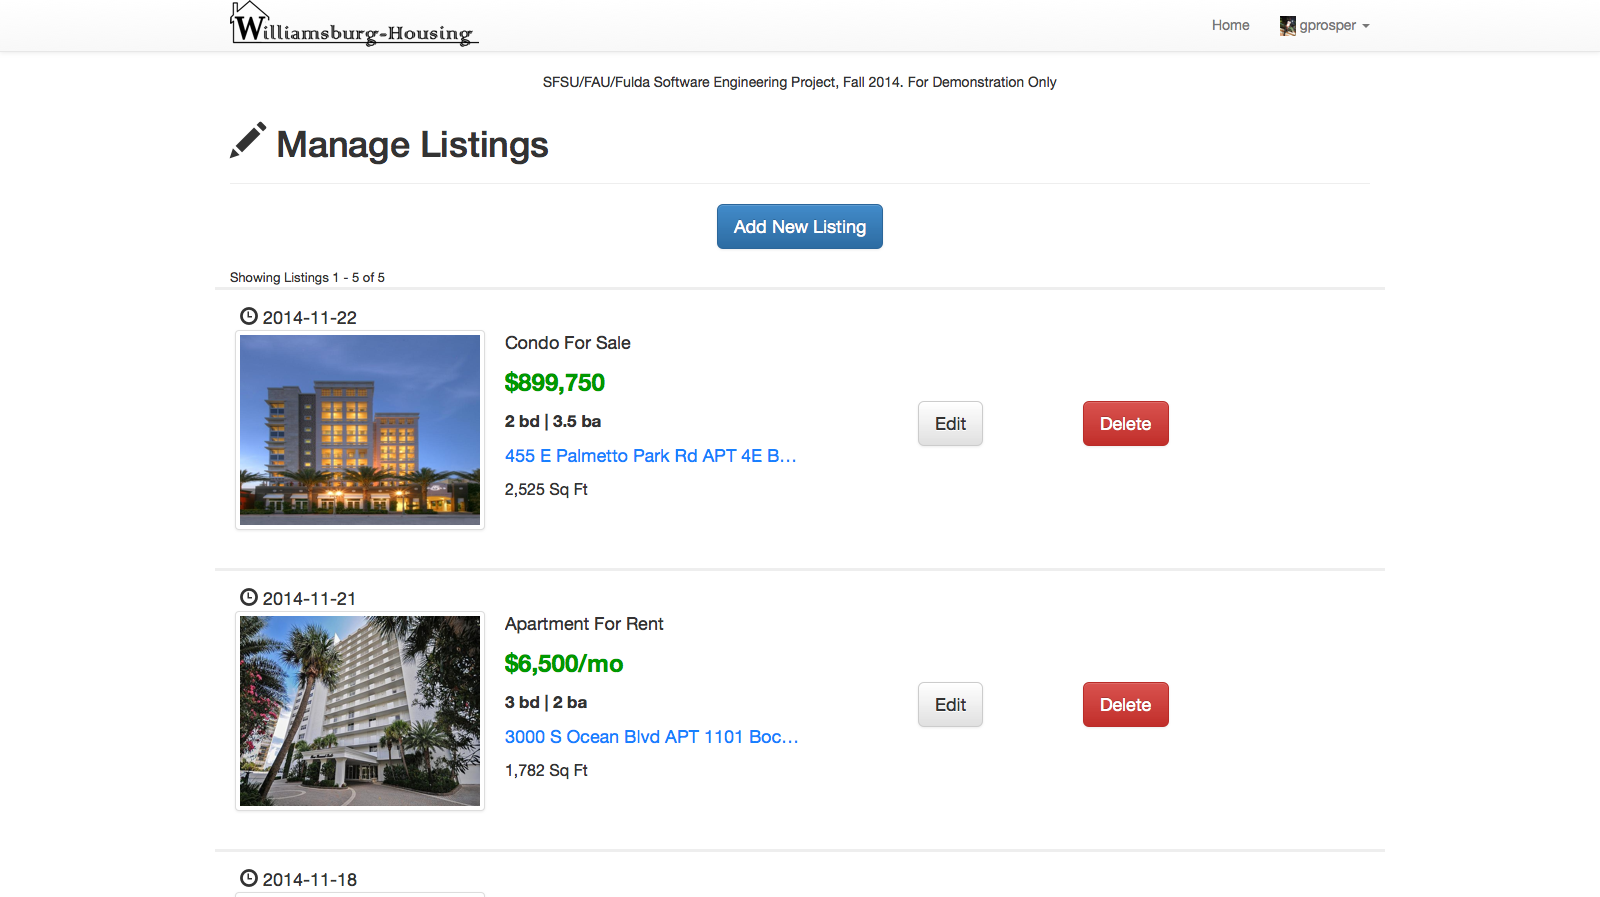 Williamsburg-Housing
Home
gprosper
SFSU/FAU/Fulda Software Engineering Project, Fall 2014. For Demonstration Only
Manage Listings
Add New Listing
Showing Listings 1 - 5 of 5
2014-11-22
Condo For Sale
$899,750
2 bd | 3.5 ba
455 E Palmetto Park Rd APT 4E B...
2,525 Sq Ft
Edit
Delete
2014-11-21
Apartment For Rent
$6,500/mo
3 bd | 2 ba
3000 S Ocean Blvd APT 1101 Boc...
1,782 Sq Ft
Edit
Delete
2014-11-18